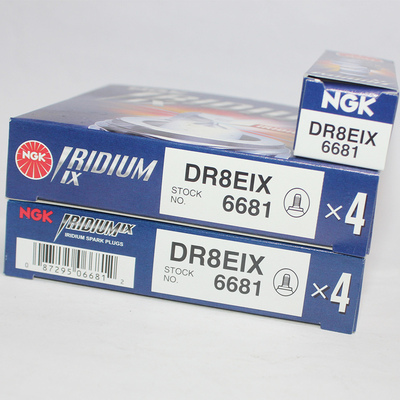 NGK
DR8EIX
6681
NGK
IRIDIUM
IX
DR8EIX
STOCK
NO.
6681
×4
NGK
IRIDIUM IX
IRIDIUM SPARK PLUGS
0 87295 06681 2
DR8EIX
STOCK
NO.
6681
×4